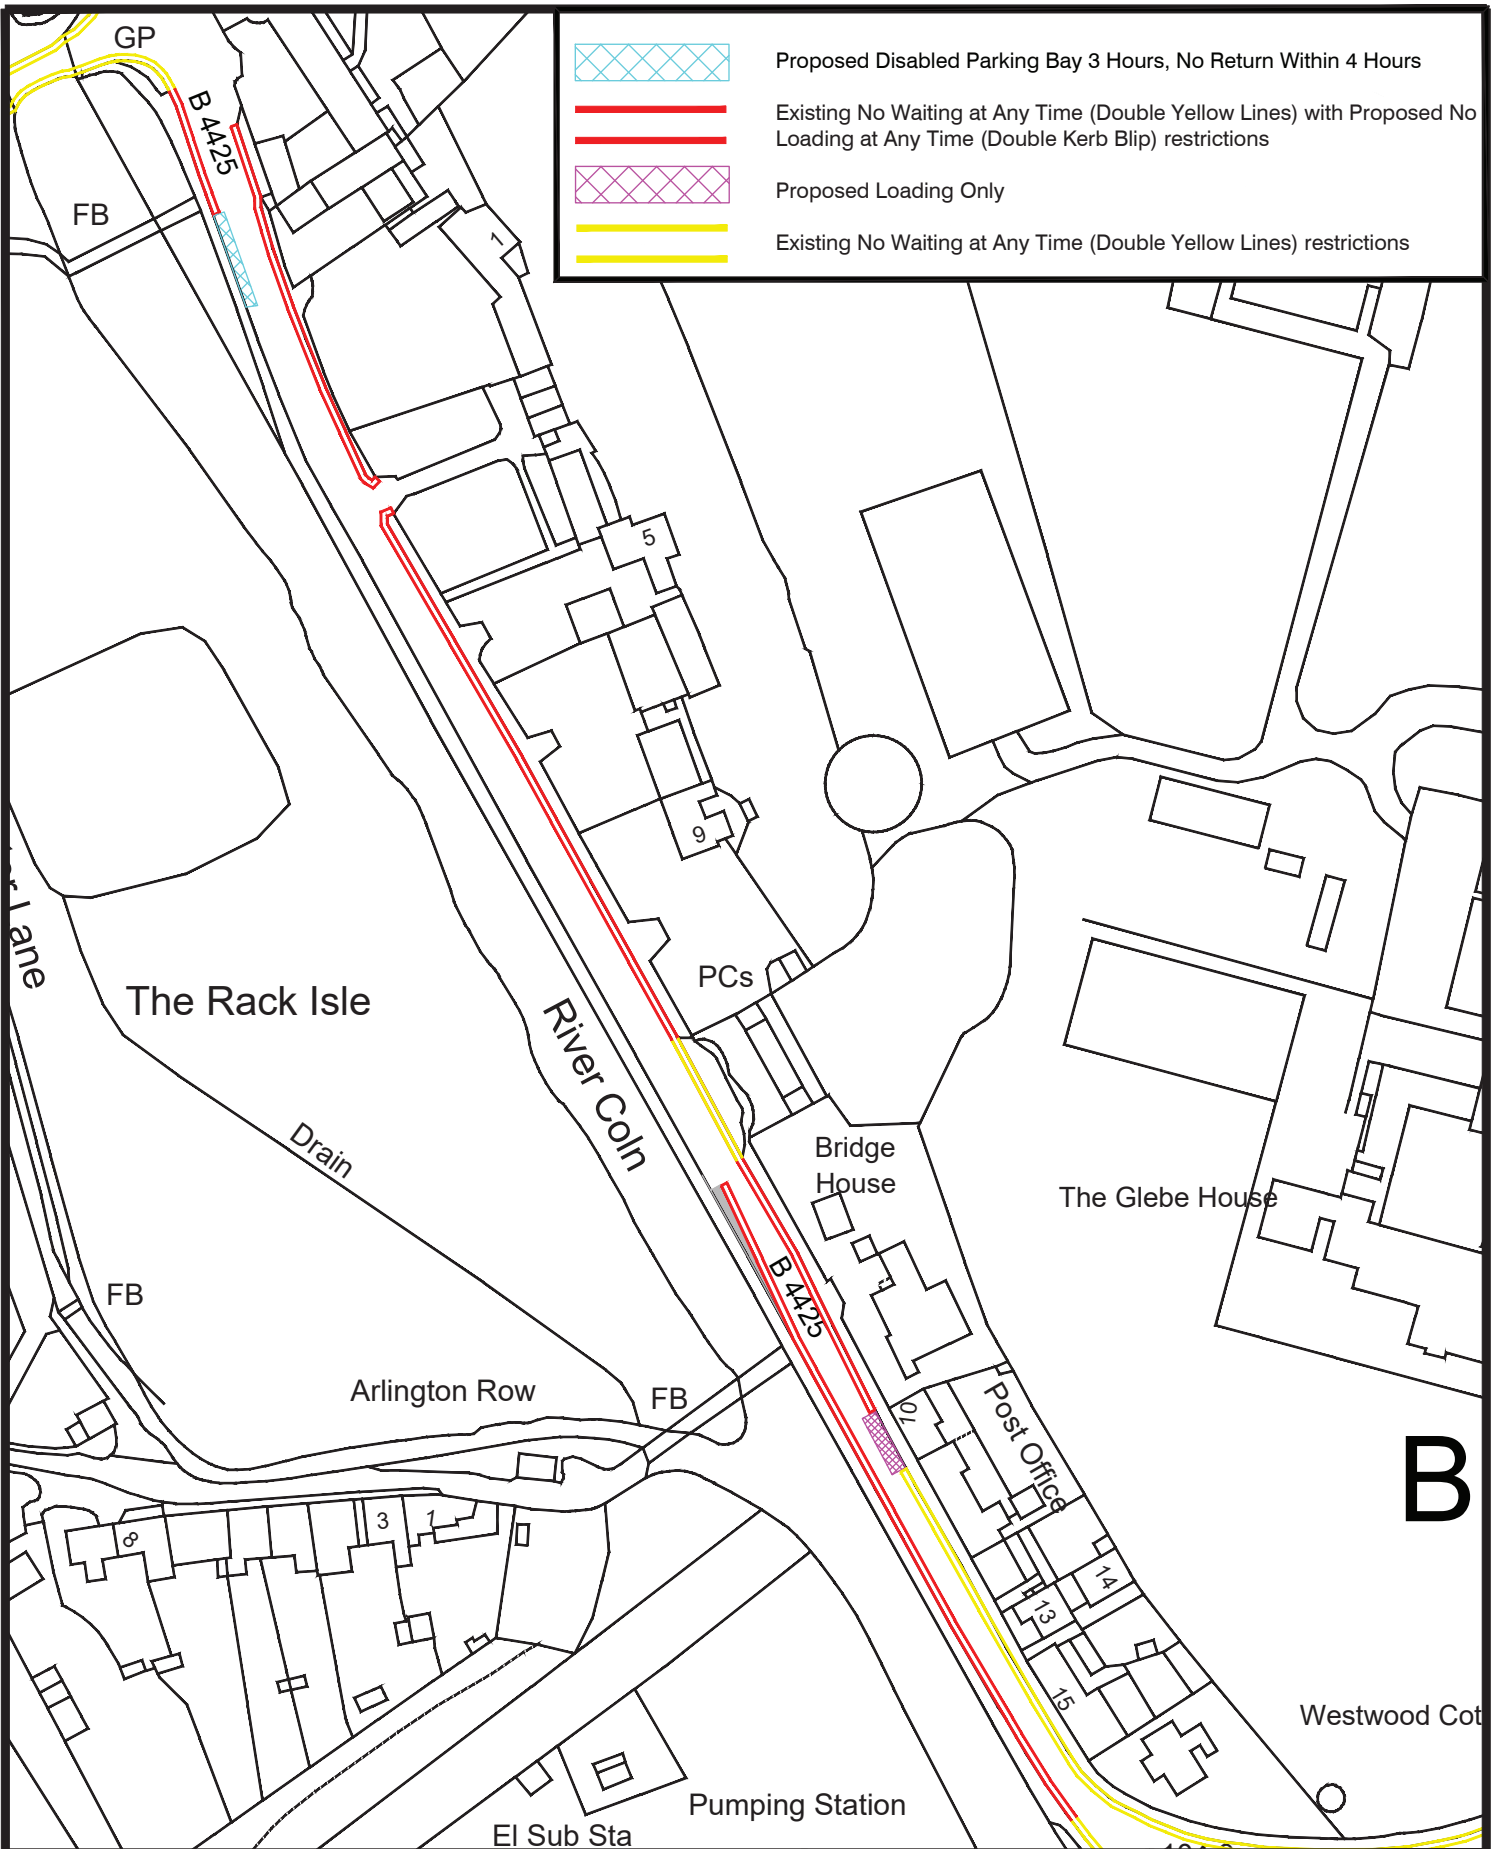 GP
Proposed Disabled Parking Bay 3 Hours, No Return Within 4 Hours
Existing No Waiting at Any Time (Double Yellow Lines) with Proposed No
Loading at Any Time (Double Kerb Blip) restrictions
Proposed Loading Only
Existing No Waiting at Any Time (Double Yellow Lines) restrictions
B 4425
FB
1
5
9
Lane
The Rack Isle
PCs
River Coln
Drain
Bridge
House
The Glebe House
FB
B 4425
Arlington Row
FB
10
Post Office
B
8
3
1
14
13
15
Westwood Cot
Pumping Station
El Sub Sta